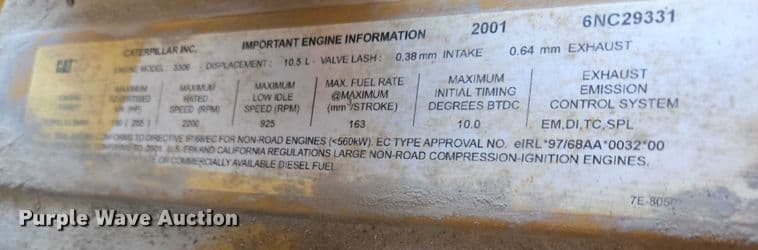 CAT CATERPILLAR INC. IMPORTANT ENGINE INFORMATION 2001 6NC29331
ENGINE MODEL: 3306 - DISPLACEMENT: 10.5 L - VALVE LASH: 0.38 mm INTAKE 0.64 mm EXHAUST
MAXIMUM MAXIMUM MAXIMUM MAX. FUEL RATE MAXIMUM EXHAUST
RATED LOW IDLE @MAXIMUM INITIAL TIMING EMISSION
SPEED (RPM) SPEED (RPM) (mm³/STROKE) DEGREES BTDC CONTROL SYSTEM
2200 925 163 10.0 EM,DI,TC,SPL
TO DIRECTIVE 97/68/EC FOR NON-ROAD ENGINES (<560kW). EC TYPE APPROVAL NO. eIRL*97/68AA*0032*00
U.S. EPA AND CALIFORNIA REGULATIONS LARGE NON-ROAD COMPRESSION-IGNITION ENGINES.
COMMERCIALLY AVAILABLE DIESEL FUEL.
Purple Wave Auction